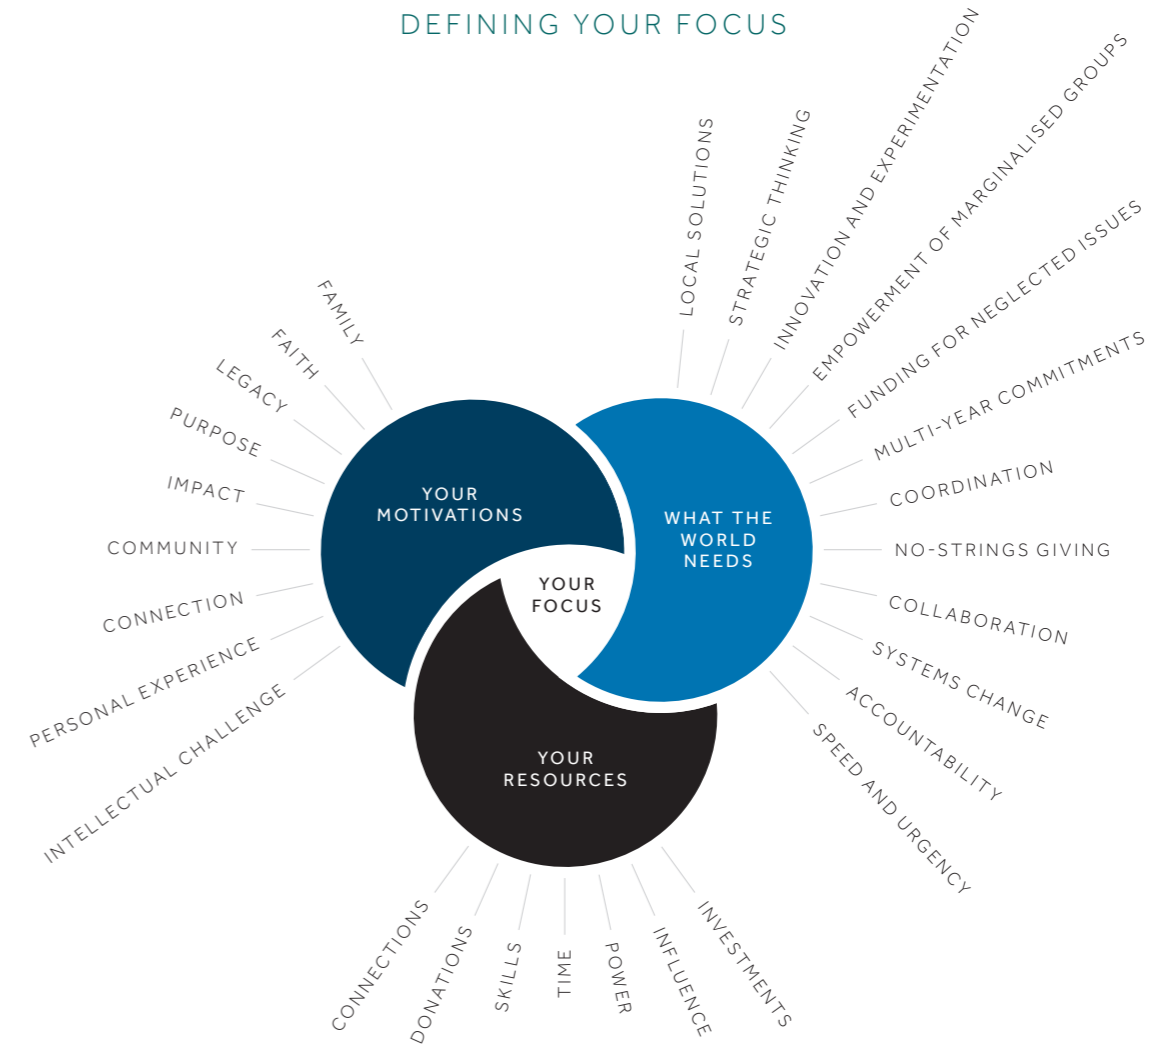 DEFINING YOUR FOCUS
FAMILY
FAITH
LEGACY
PURPOSE
IMPACT
COMMUNITY
CONNECTION
PERSONAL EXPERIENCE
INTELLECTUAL CHALLENGE
YOUR
MOTIVATIONS
LOCAL SOLUTIONS
STRATEGIC THINKING
INNOVATION AND EXPERIMENTATION
EMPOWERMENT OF MARGINALISED GROUPS
FUNDING FOR NEGLECTED ISSUES
MULTI-YEAR COMMITMENTS
COORDINATION
NO-STRINGS GIVING
COLLABORATION
SYSTEMS CHANGE
ACCOUNTABILITY
SPEED AND URGENCY
WHAT THE
WORLD
NEEDS
YOUR
FOCUS
YOUR
RESOURCES
CONNECTIONS
DONATIONS
SKILLS
TIME
POWER
INFLUENCE
INVESTMENTS